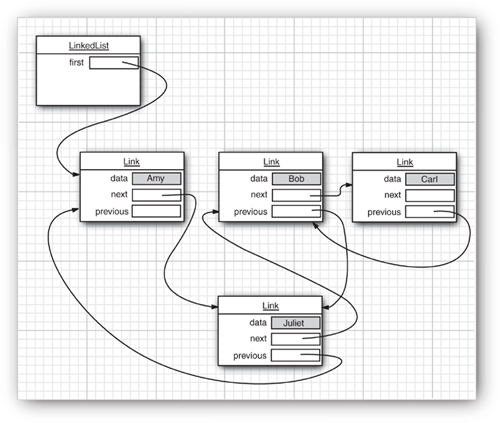 LinkedList
first
Link
data Amy
next
previous
Link
data Bob
next
previous
Link
data Carl
next
previous
Link
data Juliet
next
previous